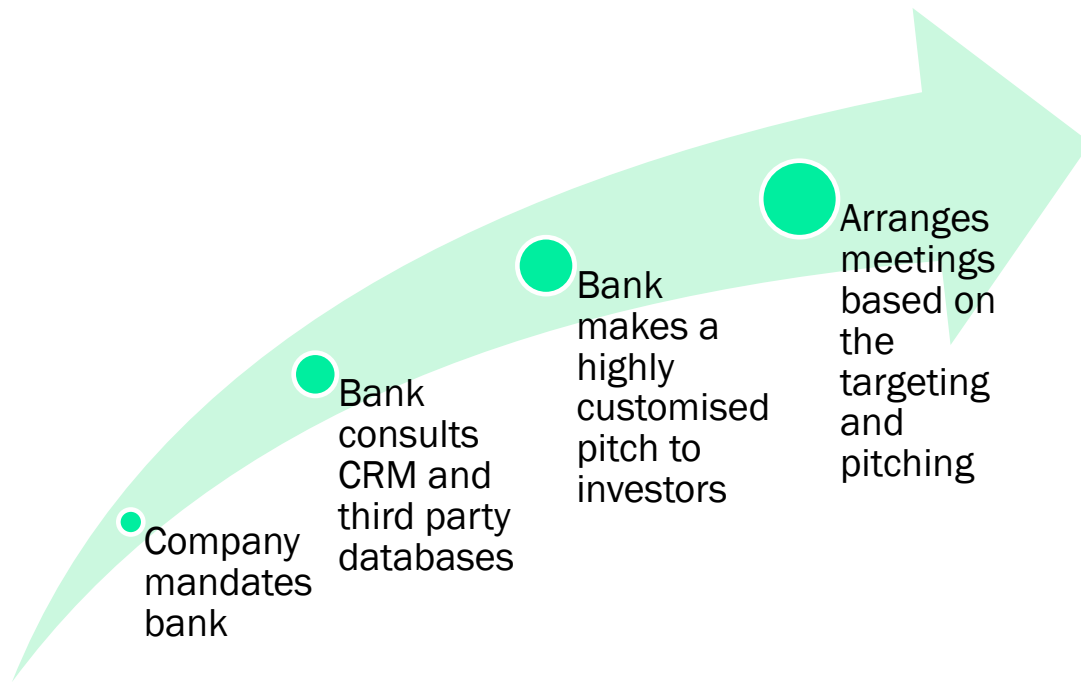 Company
mandates
bank
Bank
consults
CRM and
third party
databases
Bank
makes a
highly
customised
pitch to
investors
Arranges
meetings
based on
the
targeting
and
pitching